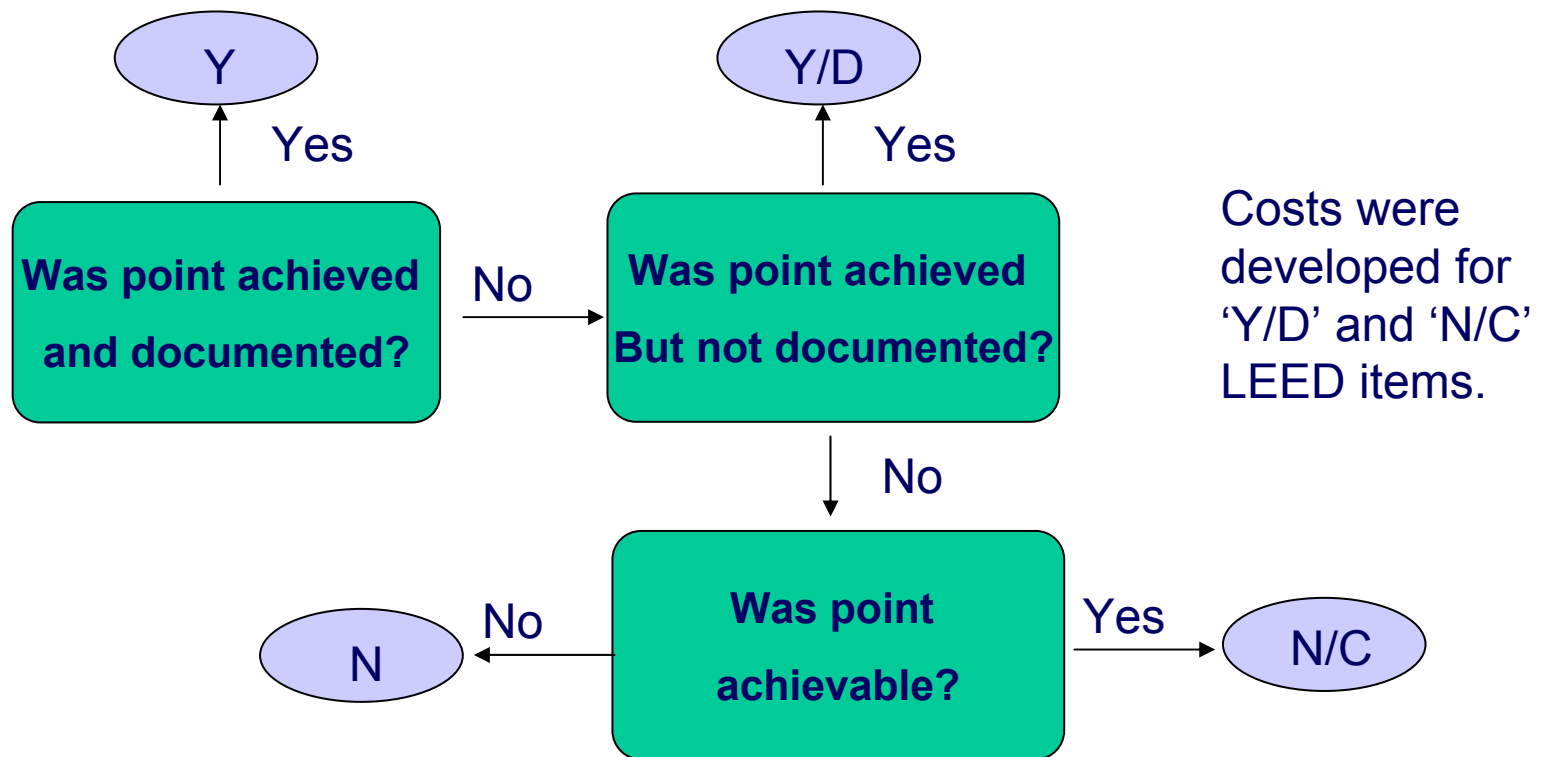 Y
Y/D
Yes
Yes
Was point achieved
and documented?
No
Was point achieved
But not documented?
Costs were
developed for
‘Y/D’ and ‘N/C’
LEED items.
No
Was point
achievable?
No
N
Yes
N/C